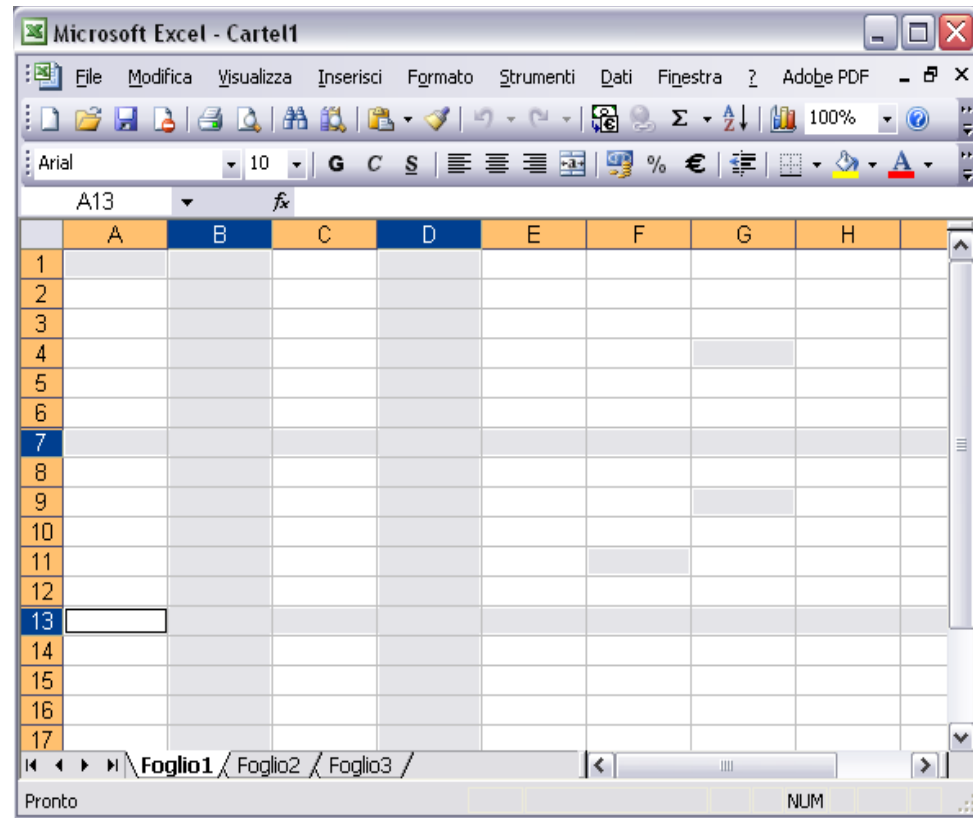 Microsoft Excel - Cartel1
File Modifica Visualizza Inserisci Formato Strumenti Dati Finestra ? Adobe PDF
Σ 100%
Arial 10 G C S % € A
A13 fx
A B C D E F G H
1
2
3
4
5
6
7
8
9
10
11
12
13
14
15
16
17
Foglio1 Foglio2 Foglio3
Pronto NUM